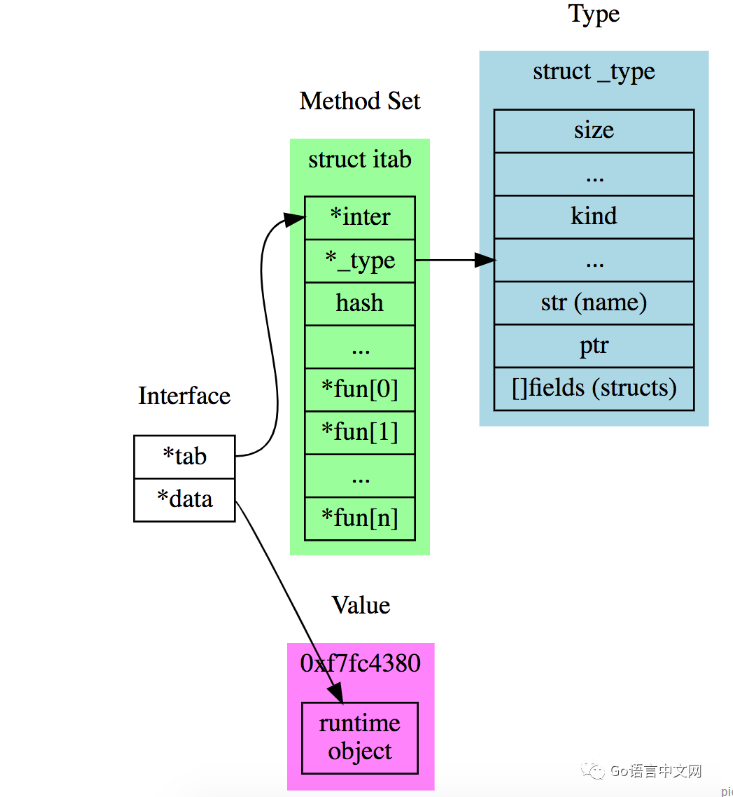 Type
struct _type
size
...
kind
...
str (name)
ptr
[]fields (structs)
Method Set
struct itab
*inter
*_type
hash
...
*fun[0]
*fun[1]
...
*fun[n]
Interface
*tab
*data
Value
0xf7fc4380
runtime
object
Go语言中文网